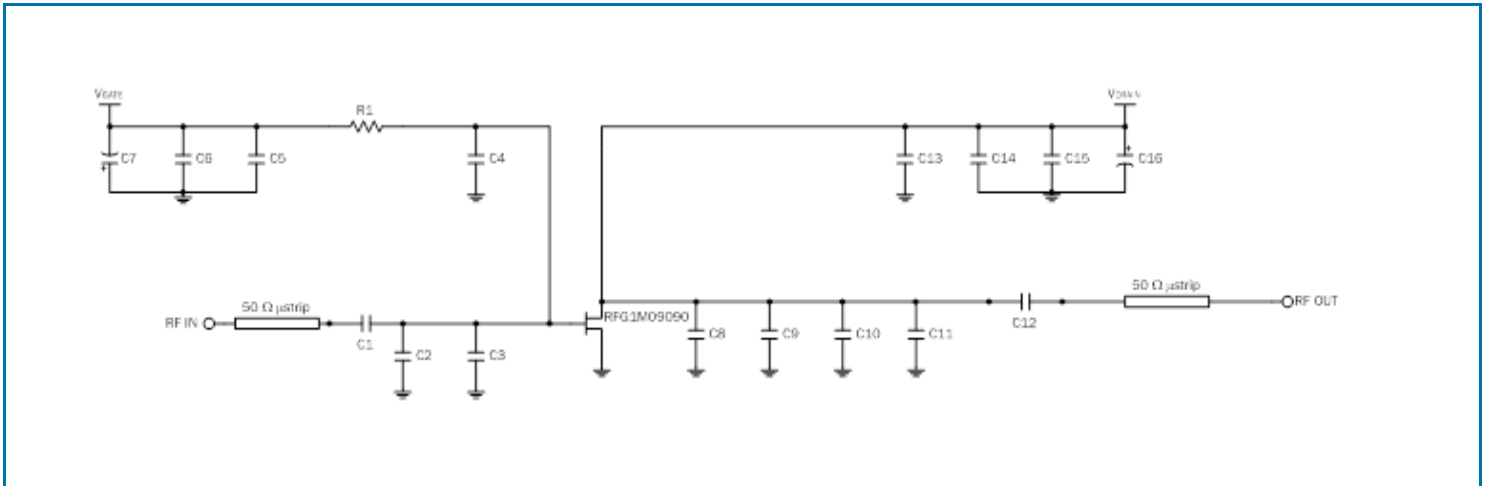 VGATE
R1
VDRAIN
C7
C6
C5
C4
C13
C14
C15
C16
50 Ω µstrip
RF IN
C1
C2
C3
RFG1M09090
C8
C9
C10
C11
C12
50 Ω µstrip
RF OUT